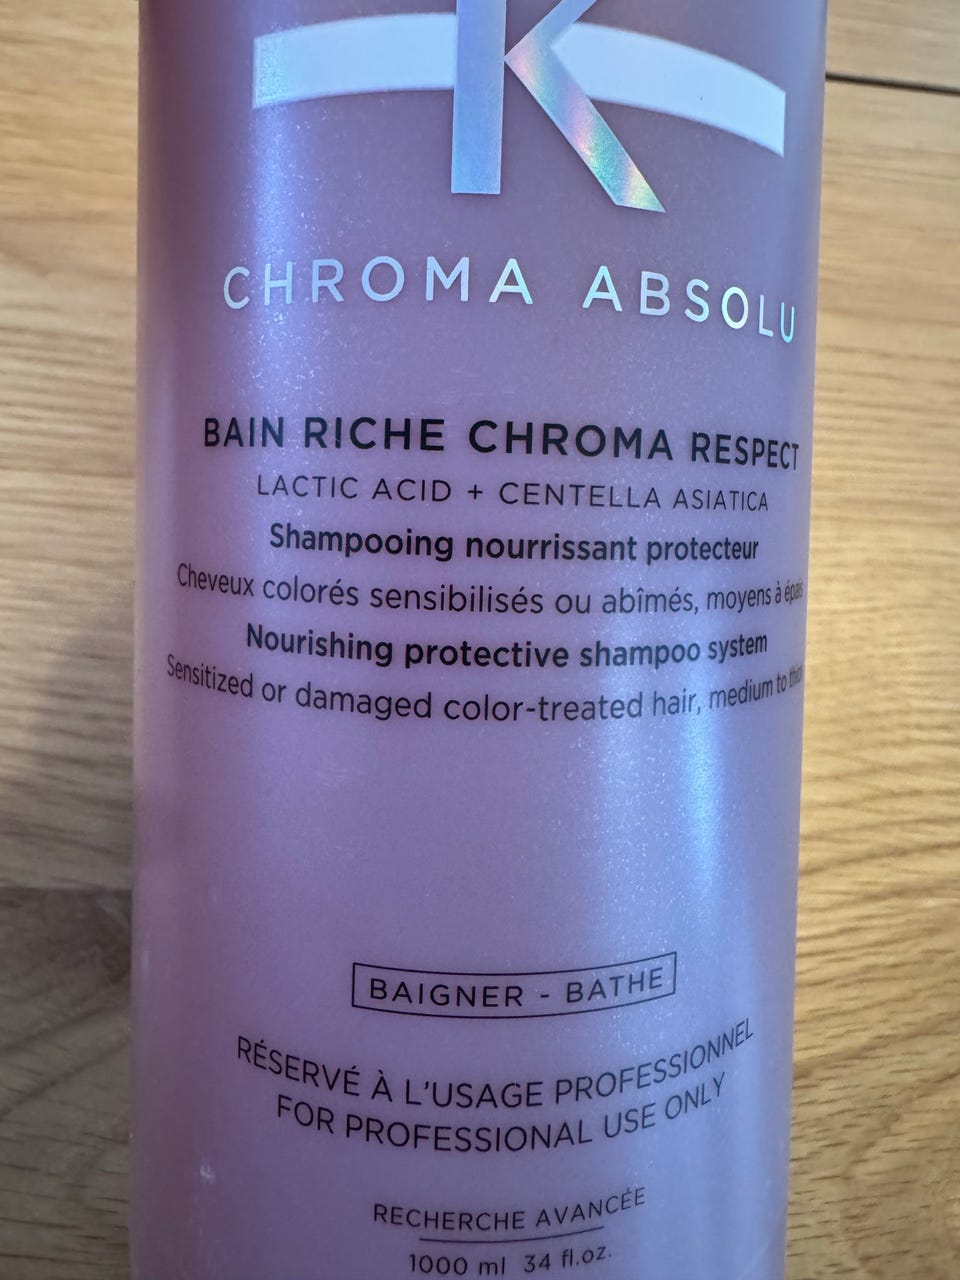 K
CHROMA ABSOLU
BAIN RICHE CHROMA RESPECT
LACTIC ACID + CENTELLA ASIATICA
Shampooing nourrissant protecteur
Cheveux colorés sensibilisés ou abîmés, moyens à épais
Nourishing protective shampoo system
Sensitized or damaged color-treated hair, medium to thick
BAIGNER - BATHE
RÉSERVÉ À L'USAGE PROFESSIONNEL
FOR PROFESSIONAL USE ONLY
RECHERCHE AVANCÉE
1000 ml 34 fl.oz.